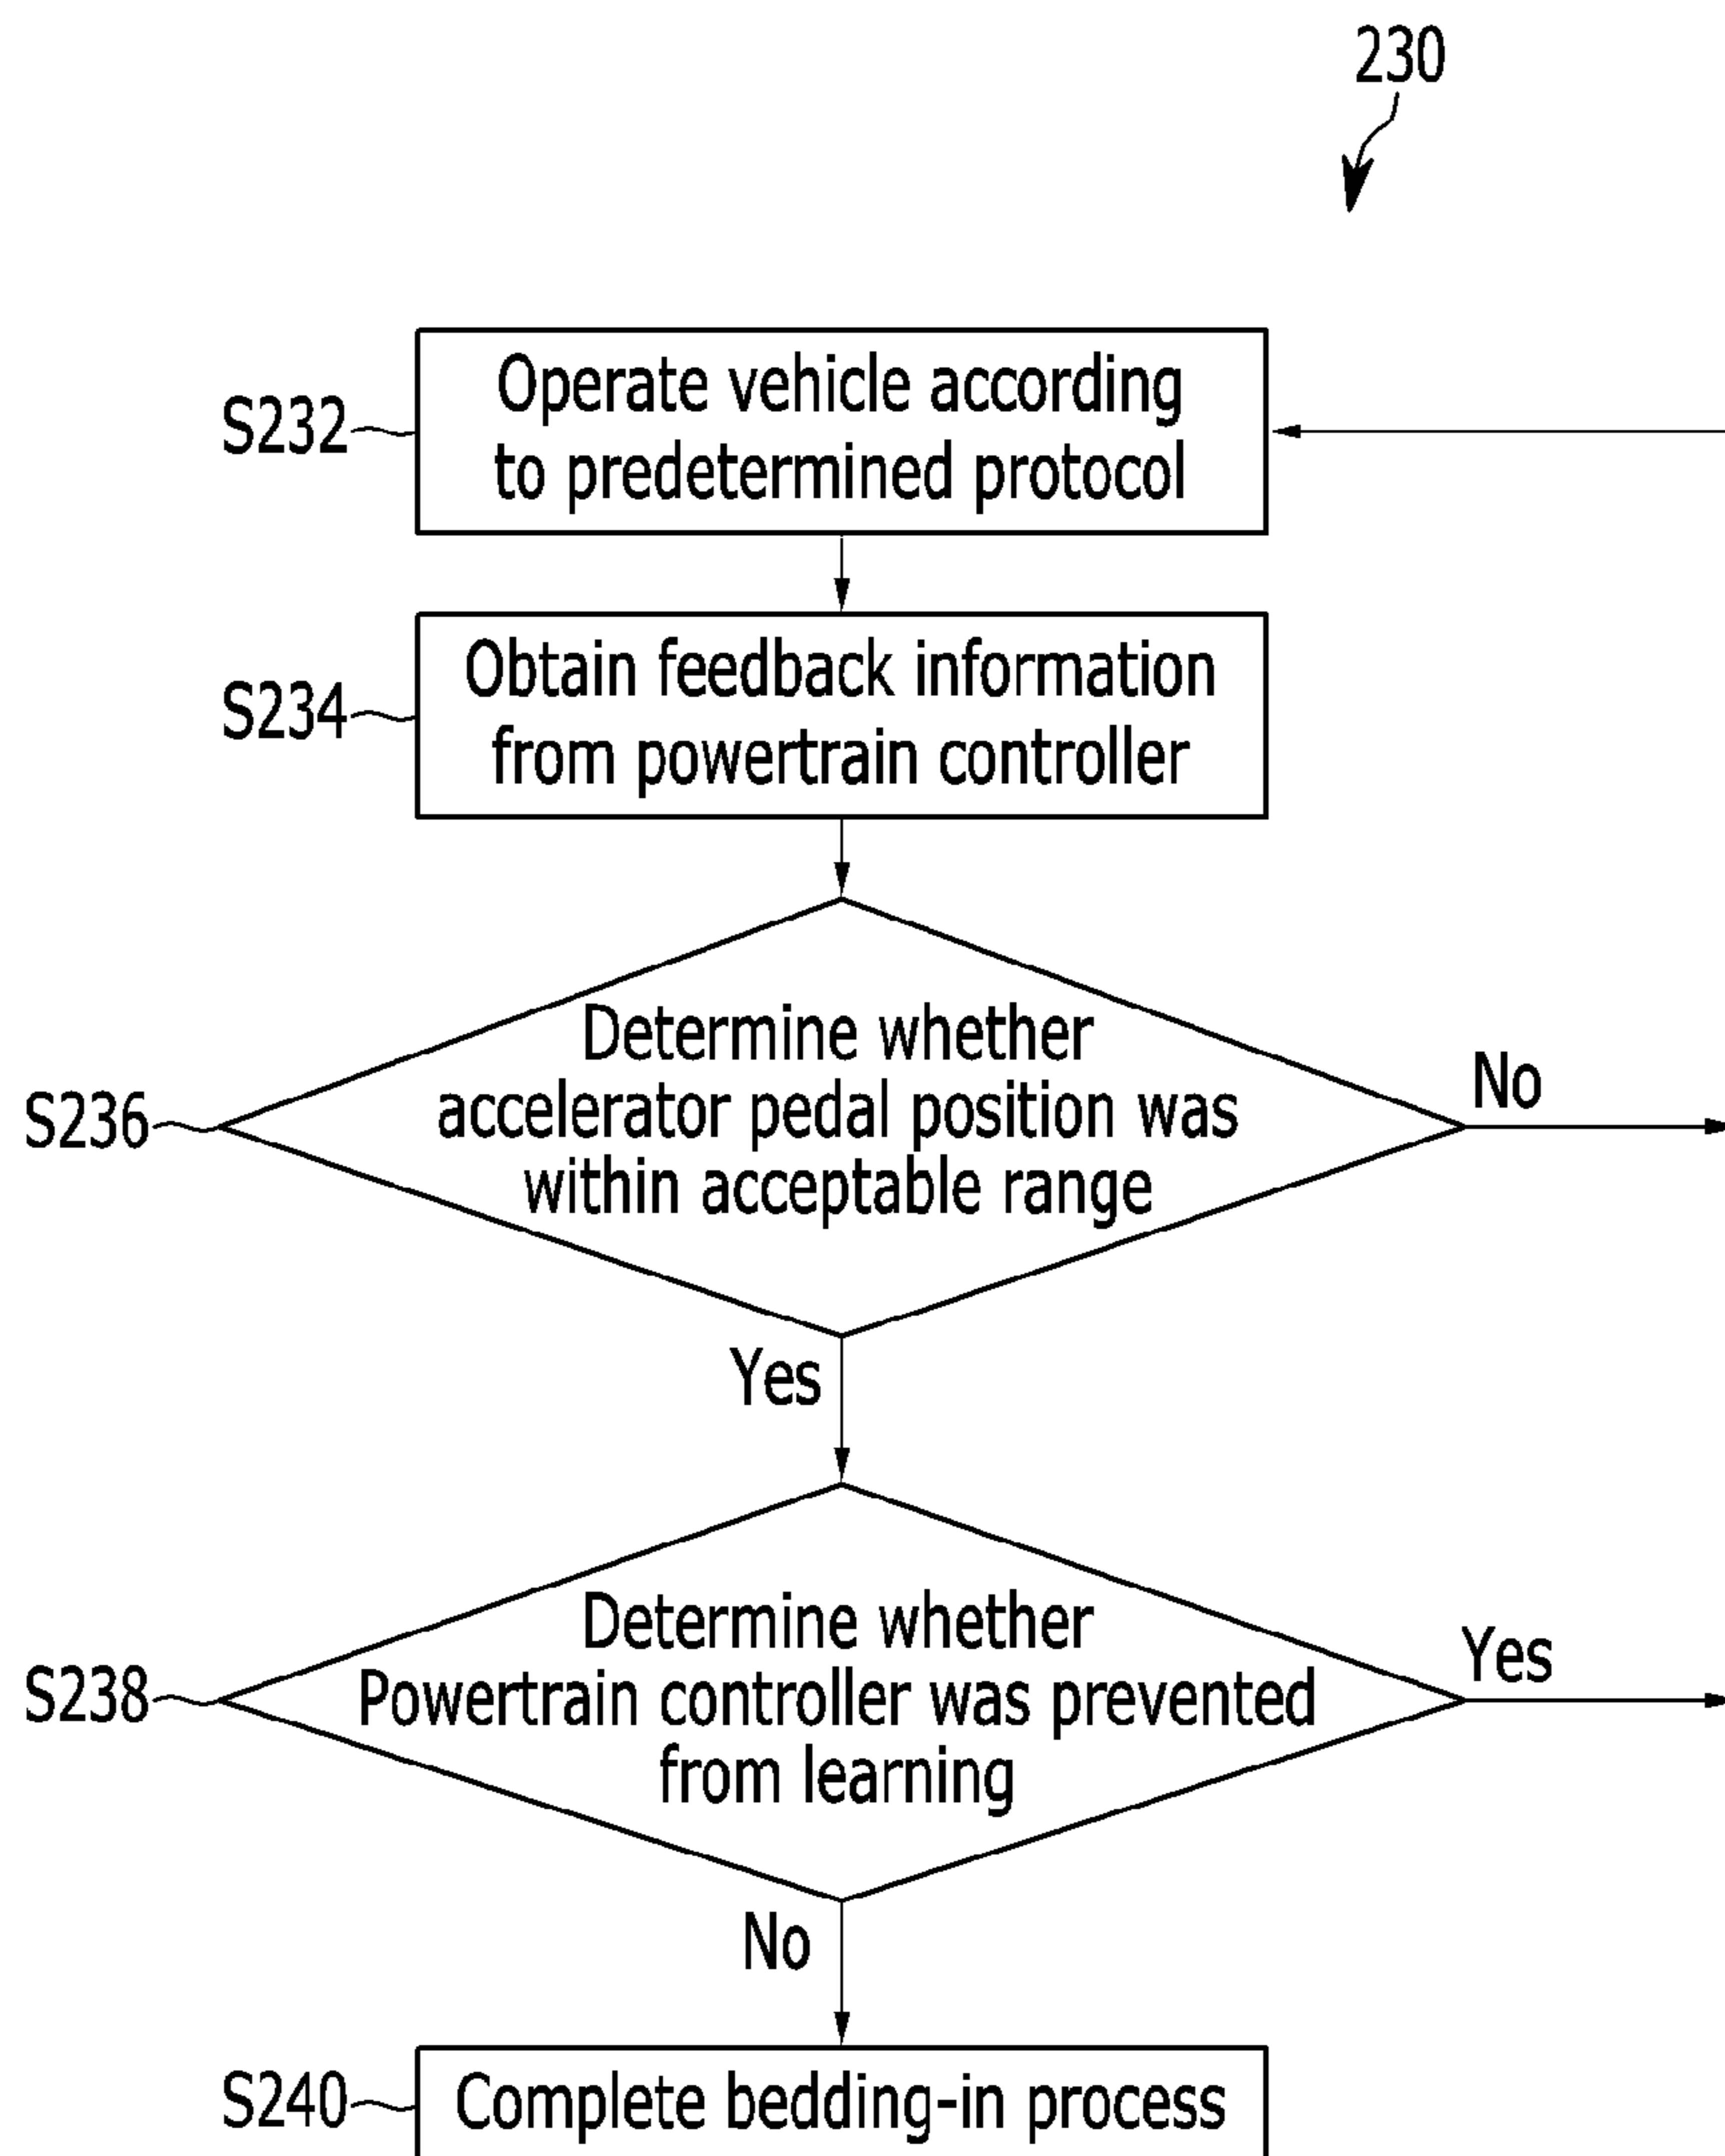 230
S232
Operate vehicle according
to predetermined protocol
S234
Obtain feedback information
from powertrain controller
S236
Determine whether
accelerator pedal position was
within acceptable range
No
Yes
S238
Determine whether
Powertrain controller was prevented
from learning
Yes
No
S240
Complete bedding-in process